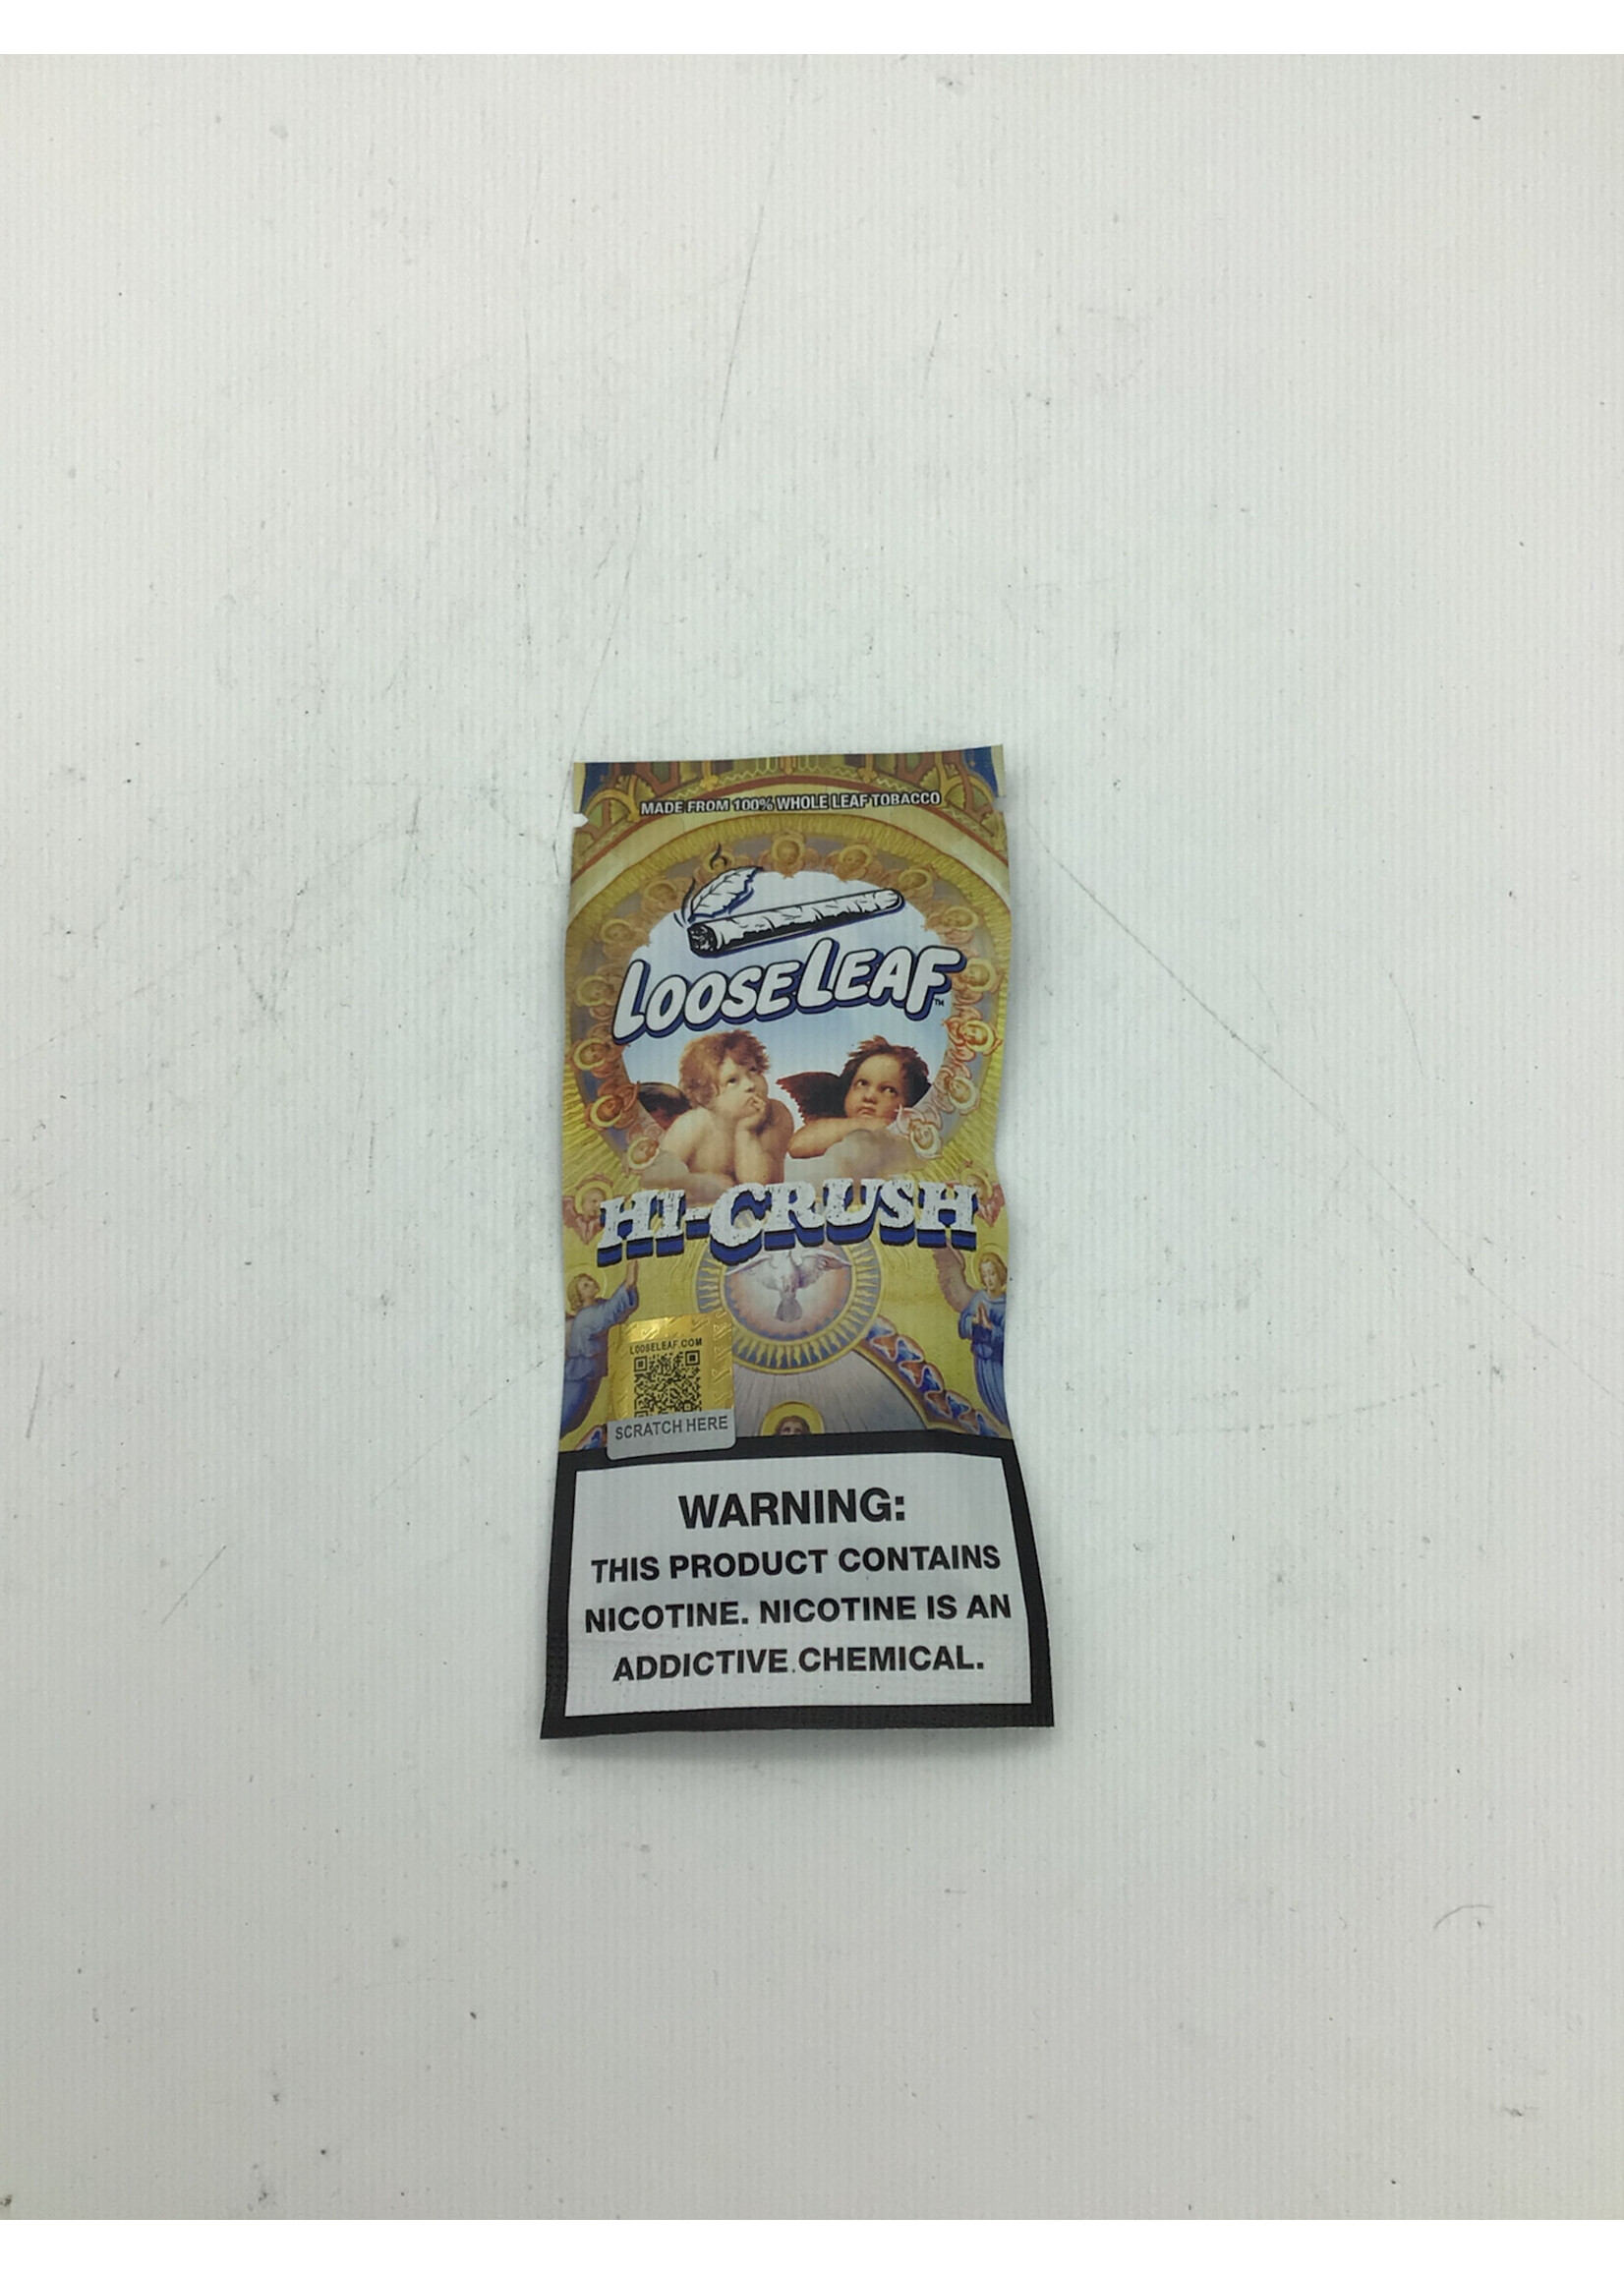 MADE FROM 100% WHOLE LEAF TOBACCO
LOOSELEAF™
HI-CRUSH
LOOSELEAF.COM
SCRATCH HERE
WARNING:
THIS PRODUCT CONTAINS
NICOTINE. NICOTINE IS AN
ADDICTIVE CHEMICAL.